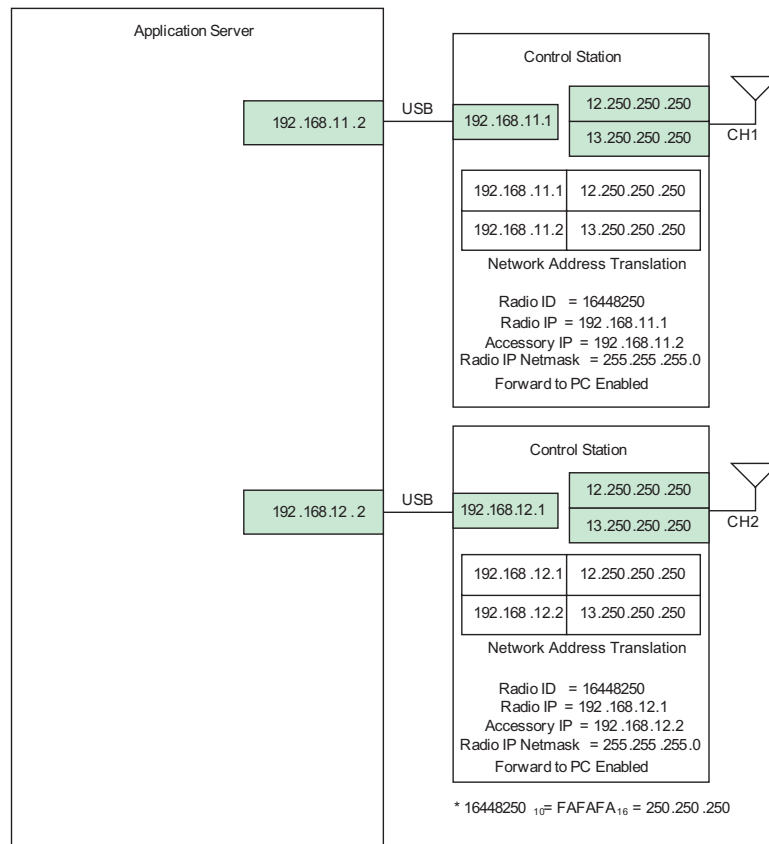 Application Server
192.168.11.2
USB
Control Station
192.168.11.1
12.250.250.250
13.250.250.250
CH1
192.168.11.1 12.250.250.250
192.168.11.2 13.250.250.250
Network Address Translation
Radio ID = 16448250
Radio IP = 192.168.11.1
Accessory IP = 192.168.11.2
Radio IP Netmask = 255.255.255.0
Forward to PC Enabled
192.168.12.2
USB
Control Station
192.168.12.1
12.250.250.250
13.250.250.250
CH2
192.168.12.1 12.250.250.250
192.168.12.2 13.250.250.250
Network Address Translation
Radio ID = 16448250
Radio IP = 192.168.12.1
Accessory IP = 192.168.12.2
Radio IP Netmask = 255.255.255.0
Forward to PC Enabled
* 16448250 10= FAFAFA16 = 250.250.250